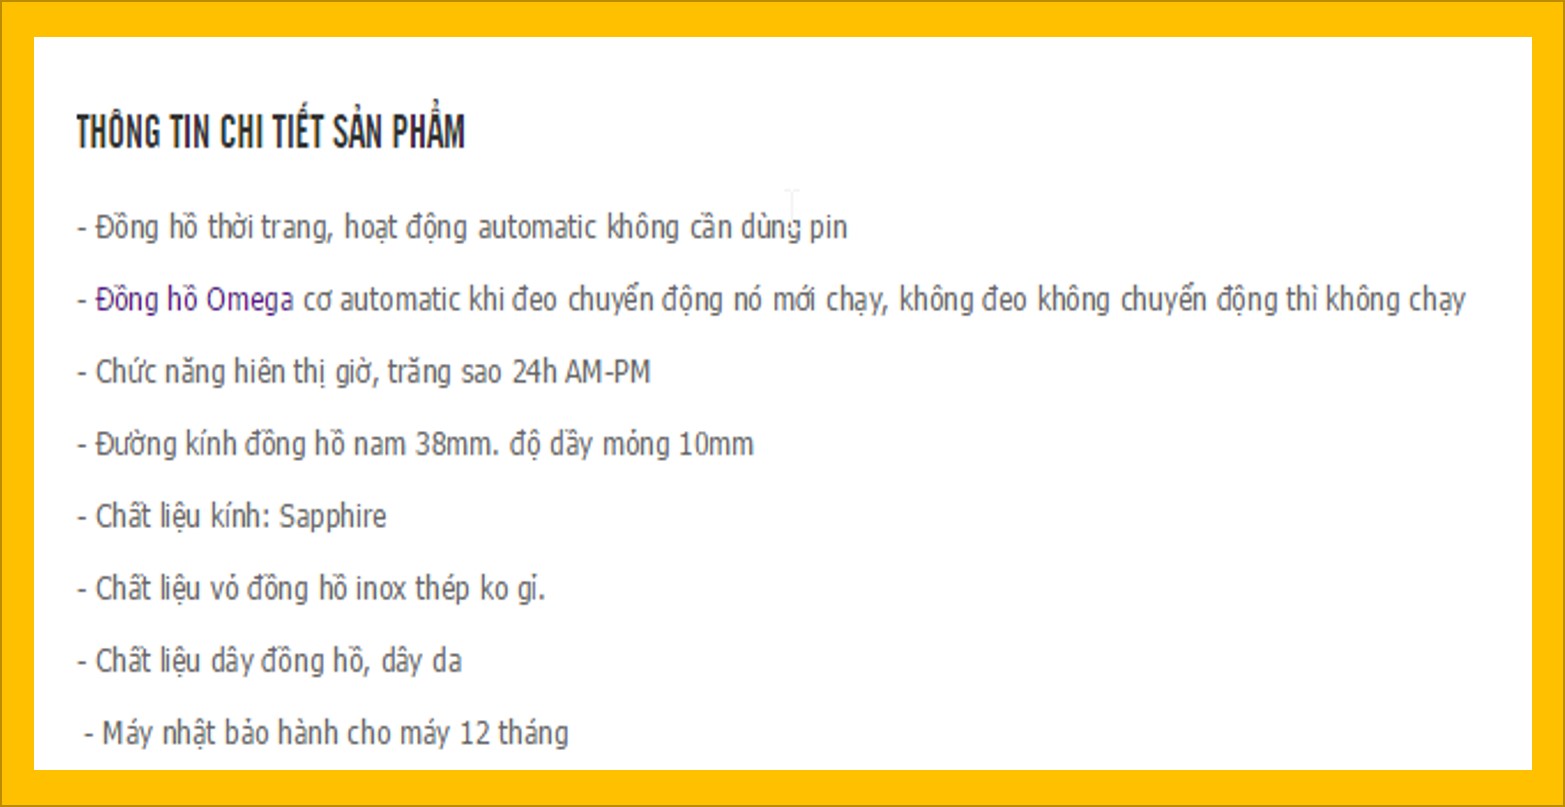 THÔNG TIN CHI TIẾT SẢN PHẨM
- Đồng hồ thời trang, hoạt động automatic không cần dùng pin
- Đồng hồ Omega cơ automatic khi đeo chuyển động nó mới chạy, không đeo không chuyển động thì không chạy
- Chức năng hiên thị giờ, trăng sao 24h AM-PM
- Đường kính đồng hồ nam 38mm. độ dầy mỏng 10mm
- Chất liệu kính: Sapphire
- Chất liệu vỏ đồng hồ inox thép ko gỉ.
- Chất liệu dây đồng hồ, dây da
- Máy nhật bảo hành cho máy 12 tháng